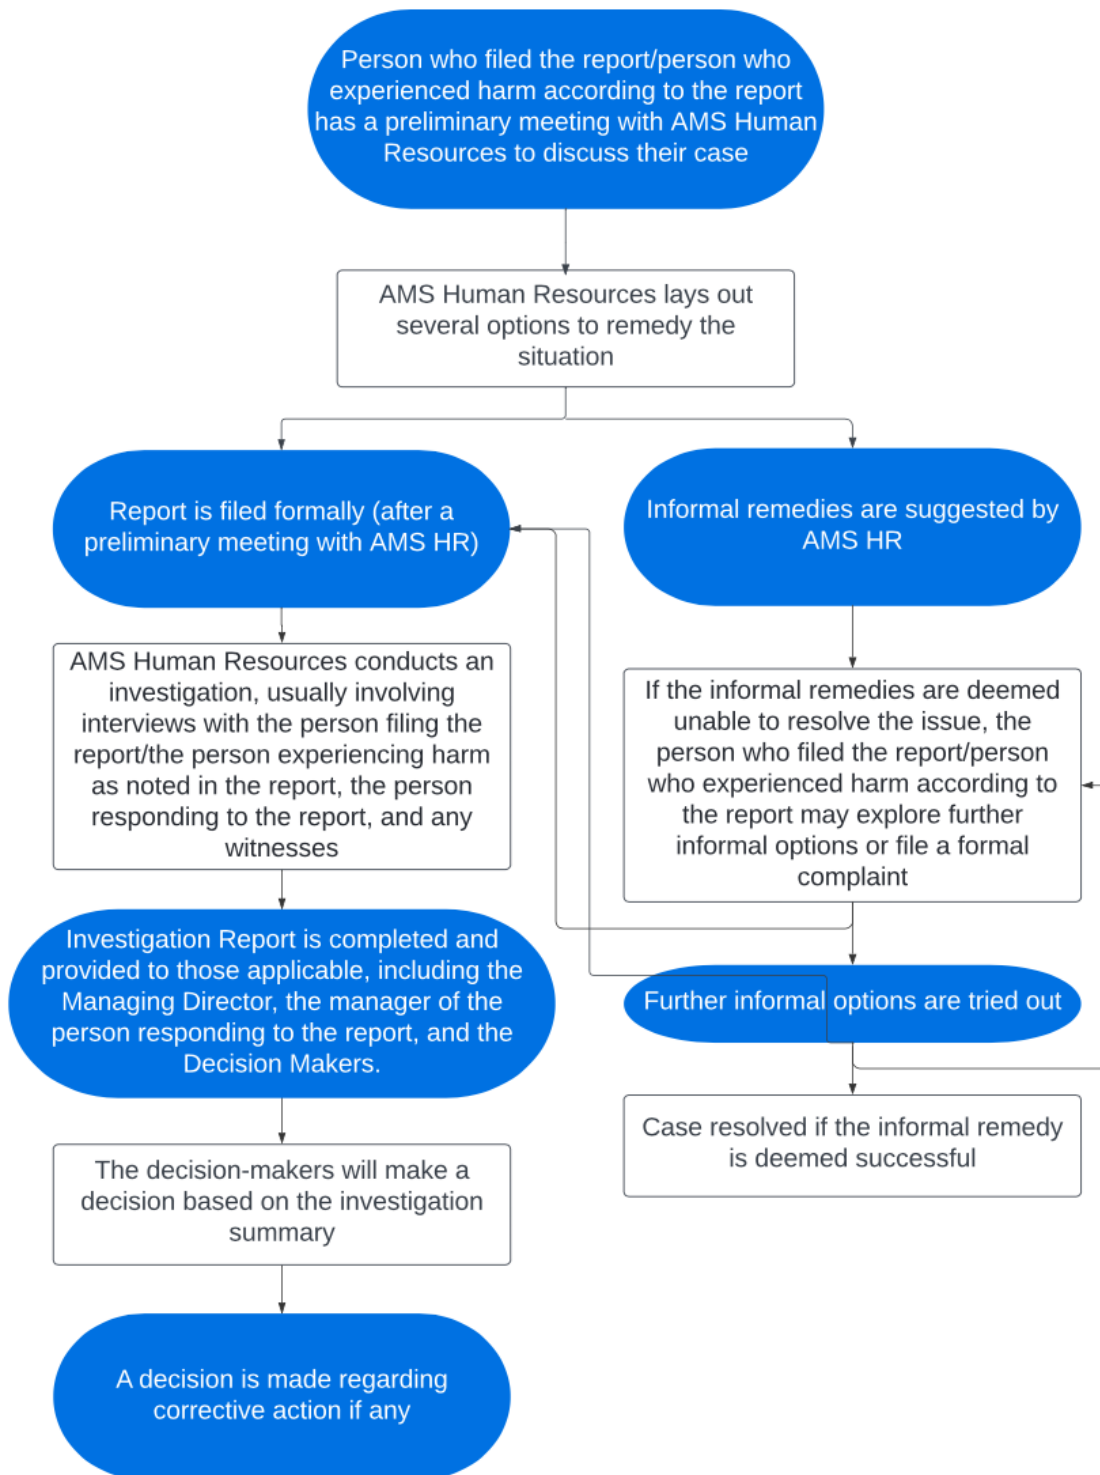 Person who filed the report/person who
experienced harm according to the report
has a preliminary meeting with AMS Human
Resources to discuss their case
AMS Human Resources lays out
several options to remedy the
situation
Report is filed formally (after a
preliminary meeting with AMS HR)
Informal remedies are suggested by
AMS HR
AMS Human Resources conducts an
investigation, usually involving
interviews with the person filing the
report/the person experiencing harm
as noted in the report, the person
responding to the report, and any
witnesses
If the informal remedies are deemed
unable to resolve the issue, the
person who filed the report/person
who experienced harm according to
the report may explore further
informal options or file a formal
complaint
Investigation Report is completed and
provided to those applicable, including the
Managing Director, the manager of the
person responding to the report, and the
Decision Makers.
Further informal options are tried out
Case resolved if the informal remedy
is deemed successful
The decision-makers will make a
decision based on the investigation
summary
A decision is made regarding
corrective action if any